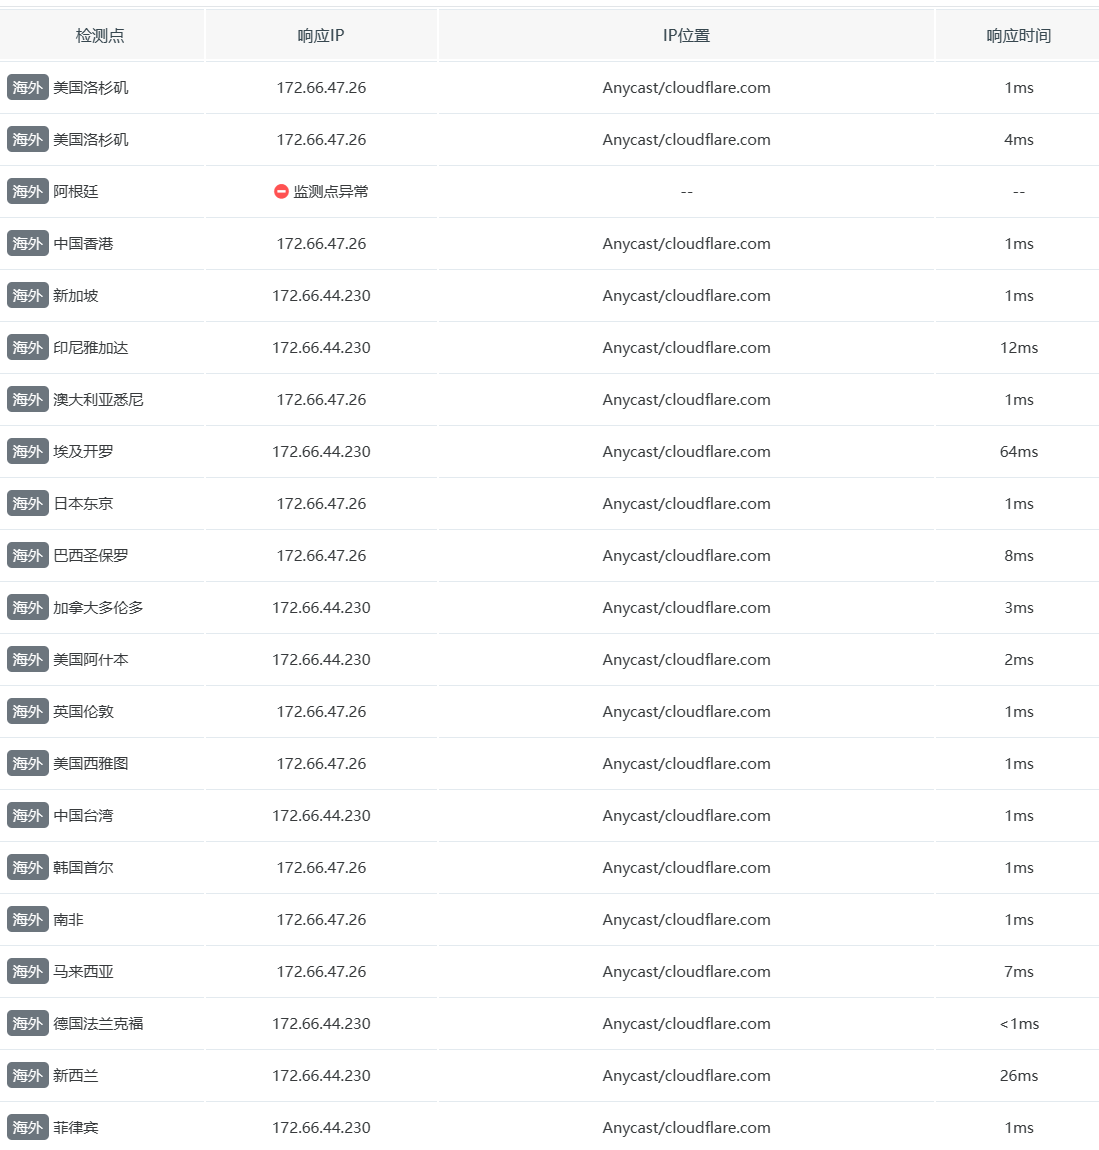 检测点 响应IP IP位置 响应时间
海外 美国洛杉矶 172.66.47.26 Anycast/cloudflare.com 1ms
海外 美国洛杉矶 172.66.47.26 Anycast/cloudflare.com 4ms
海外 阿根廷 监测点异常 -- --
海外 中国香港 172.66.47.26 Anycast/cloudflare.com 1ms
海外 新加坡 172.66.44.230 Anycast/cloudflare.com 1ms
海外 印尼雅加达 172.66.44.230 Anycast/cloudflare.com 12ms
海外 澳大利亚悉尼 172.66.47.26 Anycast/cloudflare.com 1ms
海外 埃及开罗 172.66.44.230 Anycast/cloudflare.com 64ms
海外 日本东京 172.66.47.26 Anycast/cloudflare.com 1ms
海外 巴西圣保罗 172.66.47.26 Anycast/cloudflare.com 8ms
海外 加拿大多伦多 172.66.44.230 Anycast/cloudflare.com 3ms
海外 美国阿什本 172.66.44.230 Anycast/cloudflare.com 2ms
海外 英国伦敦 172.66.47.26 Anycast/cloudflare.com 1ms
海外 美国西雅图 172.66.47.26 Anycast/cloudflare.com 1ms
海外 中国台湾 172.66.44.230 Anycast/cloudflare.com 1ms
海外 韩国首尔 172.66.47.26 Anycast/cloudflare.com 1ms
海外 南非 172.66.47.26 Anycast/cloudflare.com 1ms
海外 马来西亚 172.66.47.26 Anycast/cloudflare.com 7ms
海外 德国法兰克福 172.66.44.230 Anycast/cloudflare.com <1ms
海外 新西兰 172.66.44.230 Anycast/cloudflare.com 26ms
海外 菲律宾 172.66.44.230 Anycast/cloudflare.com 1ms